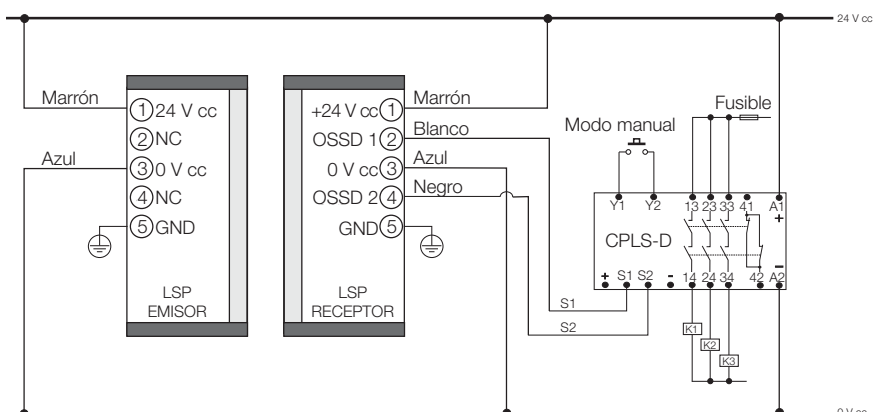 24 V cc
Marrón
1 24 V cc
2 NC
Azul
3 0 V cc
4 NC
5 GND
LSP
EMISOR
+24 V cc 1
Marrón
OSSD 1 2
Blanco
0 V cc 3
Azul
OSSD 2 4
Negro
GND 5
LSP
RECEPTOR
S1
S2
Modo manual
Fusible
Y1 Y2 13 23 33 41 A1
+
CPLS-D
-
+ S1 S2 - 14 24 34 42 A2
K1
K2
K3
0 V cc